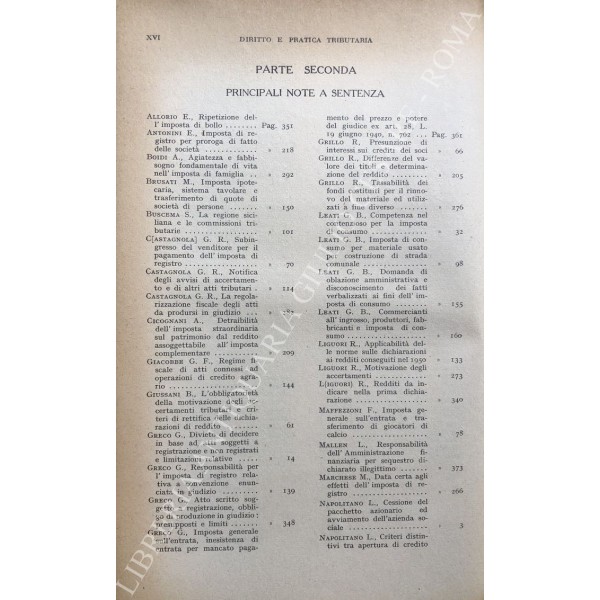 XVI
DIRITTO E PRATICA TRIBUTARIA
PARTE SECONDA
PRINCIPALI NOTE A SENTENZA
ALLORIO E., Ripetizione del-
l'imposta di bollo ........ Pag. 351
ANTONINI E., Imposta di re-
gistro per proroga di fatto
delle società .............. » 218
BOIDI A., Agiatezza e fabbi-
sogno fondamentale di vita
nell'imposta di famiglia .. » 292
BRUSATI M., Imposta ipote-
caria, sistema tavolare e
trasferimento di quote di
società di persone ........ » 150
BUSCEMA S., La regione sici-
liana e le commissioni tri-
butarie .................... » 101
C[ASTAGNOLA] G. R., Subin-
gresso del venditore per il
pagamento dell'imposta di
registro .................... » 70
CASTAGNOLA G. R., Notifica
degli avvisi di accertamen-
to e di altri atti tributari . » 114
CASTAGNOLA G. R., La regola-
rizzazione fiscale degli atti
da prodursi in giudizio ....
CICOGNANI A., Detraibilità
dell'imposta straordinaria
sul patrimonio dal reddito
assoggettabile all'imposta
complementare ............ » 209
GIACOBBE G. F., Regime fi-
scale di atti connessi ad
operazioni di credito agra-
rio .......................... » 144
GIUSSANI B., L'obbligatorietà
della motivazione degli ac-
certamenti tributari e cri-
teri di rettifica delle dichia-
razioni di reddito .......... » 61
GRECO G., Divieto di decidere
in base ad atti soggetti a
registrazione e non registrati
e limitazioni relative ...... » 14
GRECO G., Responsabilità per
l'imposta di registro rela-
tiva a convenzione enun-
ciata in giudizio .......... » 139
GRECO G., Atto scritto sog-
getto a registrazione, obbli-
go di produzione in giudizio :
presupposti e limiti ........ » 348
GRECO G., Imposta generale
sull'entrata, inesistenza di
entrata per mancato paga-
mento del prezzo e potere
del giudice ex art. 28, L.
19 giugno 1940, n. 762 .... Pag. 361
GRILLO R., Presunzione di
interessi sui crediti dei soci » 66
GRILLO R., Differenze del va-
lore dei titoli e determina-
zione del reddito .......... » 205
GRILLO R., Tassabilità dei
fondi costituiti per il rinno-
vo del materiale ed utiliz-
zati a fine diverso ........ » 276
LEATI G. B., Competenza nel
contenzioso per la imposta
di consumo ................ » 32
LEATI G. B., Imposta di con-
sumo per materiale usato
per costruzione di strada
comunale .................. » 98
LEATI G. B., Domanda di
oblazione amministrativa e
disconoscimento dei fatti
verbalizzati ai fini dell'im-
posta di consumo .......... » 155
LEATI G. B., Commercianti
all'ingrosso, produttori, fab-
bricanti e imposta di con-
sumo ...................... » 160
LIGUORI R., Applicabilità del-
le norme sulle dichiarazioni
ai redditi conseguiti nel 1950 » 133
LIGUORI R., Motivazione degli
accertamenti .............. » 273
L[IGUORI] R., Redditi da in-
dicare nella prima dichia-
razione .................... » 340
MAFFEZZONI F., Imposta gene-
rale sull'entrata e tra-
sferimento di giocatori di
calcio ...................... » 78
MALLEN L., Responsabilità
dell'Amministrazione fi-
nanziaria per sequestro di-
chiarato illegittimo ........ » 373
MARCHESE M., Data certa agli
effetti dell'imposta di re-
gistro ...................... » 266
NAPOLITANO L., Cessione del
pacchetto azionario ed
avviamento dell'azienda so-
ciale ........................ » 3
NAPOLITANO L., Criteri distin-
tivi tra apertura di credito